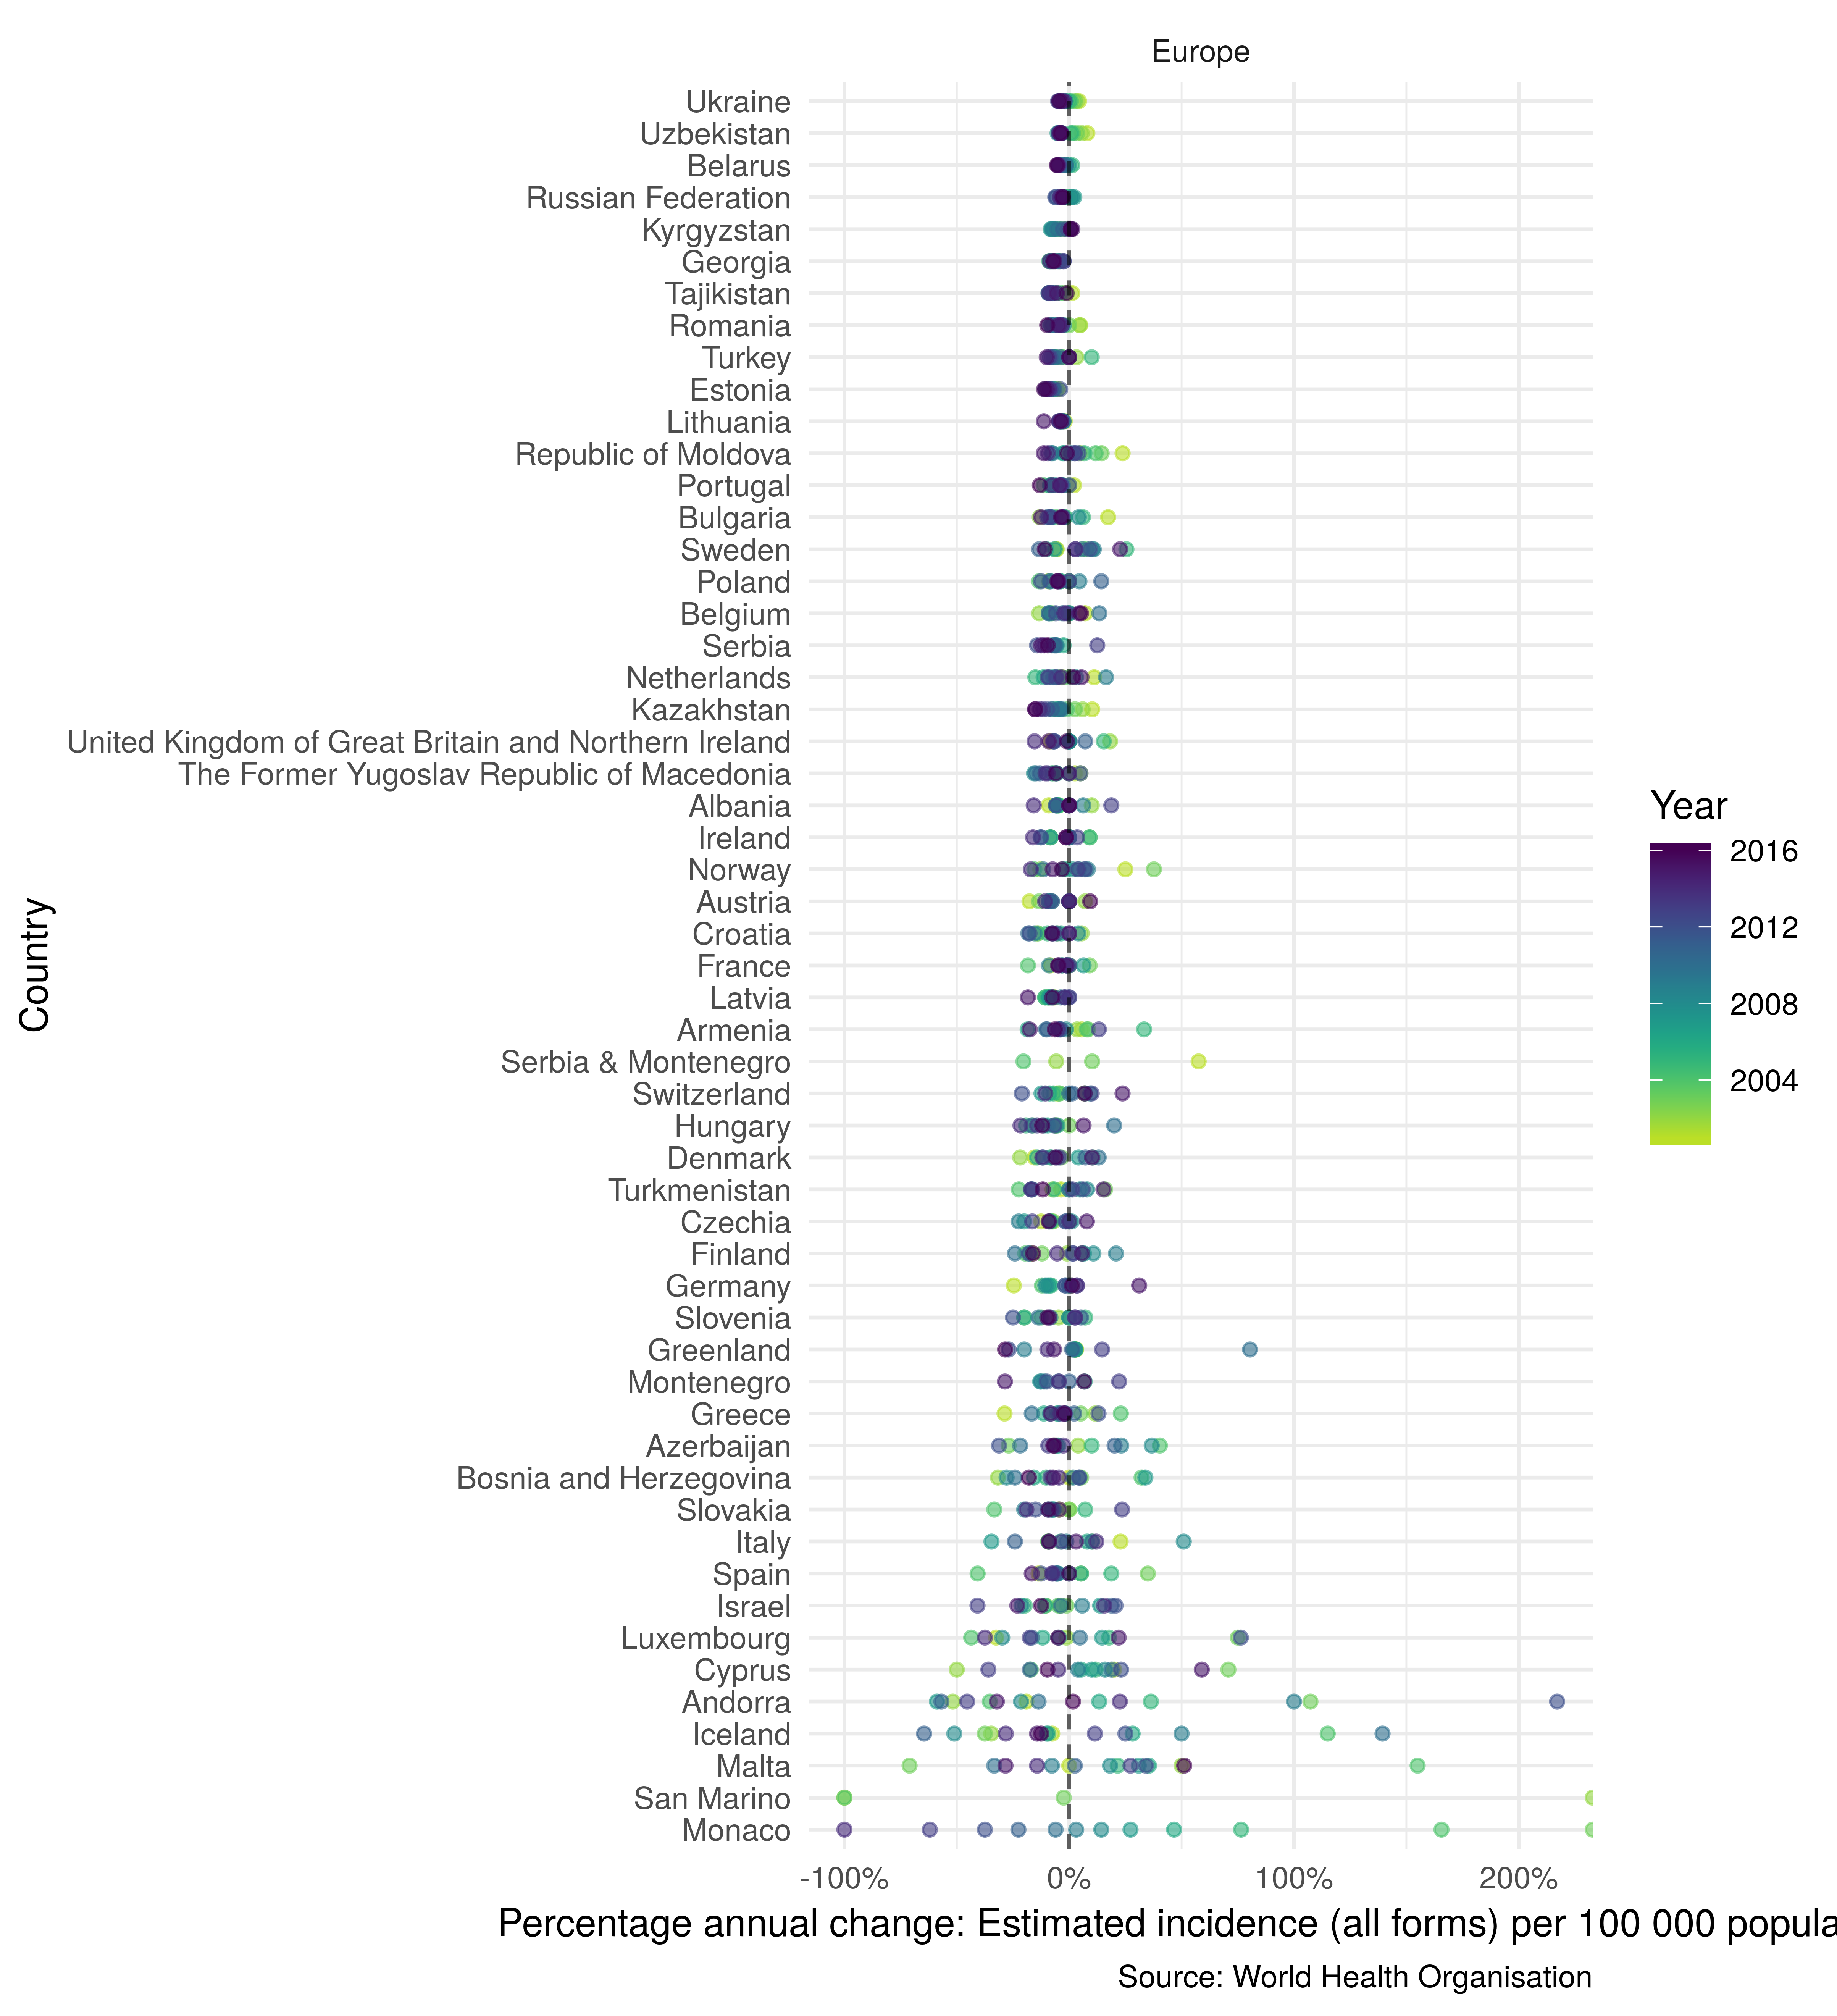 Europe
Ukraine
Uzbekistan
Belarus
Russian Federation
Kyrgyzstan
Georgia
Tajikistan
Romania
Turkey
Estonia
Lithuania
Republic of Moldova
Portugal
Bulgaria
Sweden
Poland
Belgium
Serbia
Netherlands
Kazakhstan
United Kingdom of Great Britain and Northern Ireland
The Former Yugoslav Republic of Macedonia
Albania
Ireland
Norway
Austria
Croatia
France
Latvia
Armenia
Serbia & Montenegro
Switzerland
Hungary
Denmark
Turkmenistan
Czechia
Finland
Germany
Slovenia
Greenland
Montenegro
Greece
Azerbaijan
Bosnia and Herzegovina
Slovakia
Italy
Spain
Israel
Luxembourg
Cyprus
Andorra
Iceland
Malta
San Marino
Monaco
Country
-100% 0% 100% 200%
Percentage annual change: Estimated incidence (all forms) per 100 000 popula
Source: World Health Organisation
Year
2016
2012
2008
2004